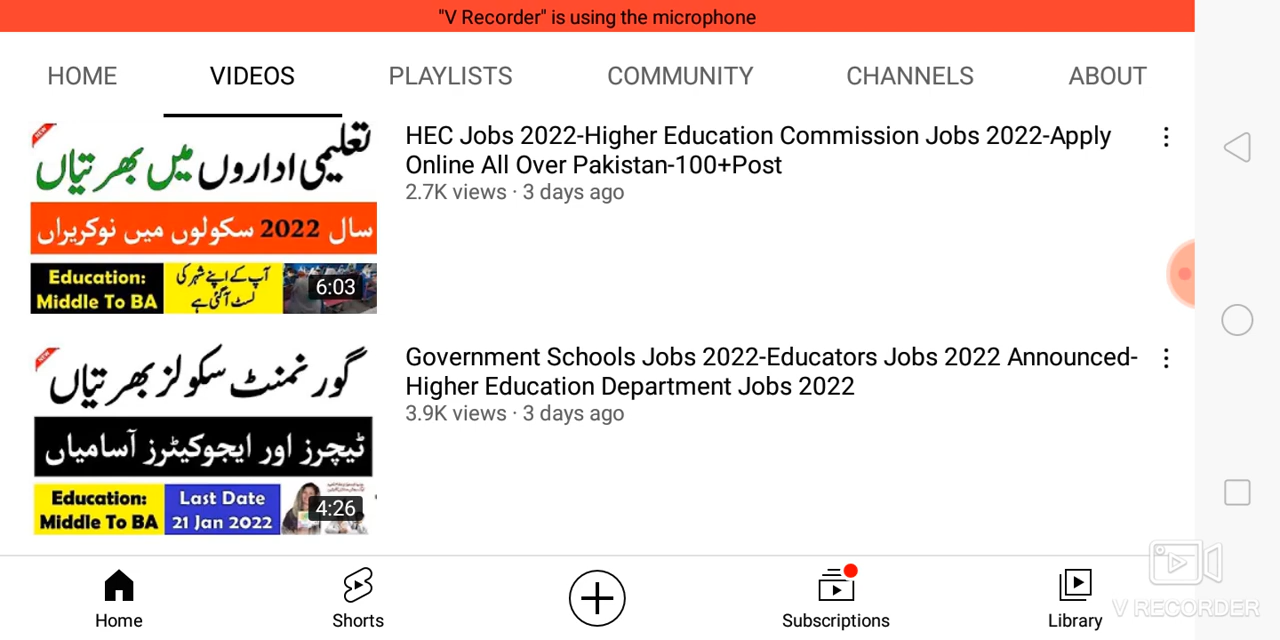 "V Recorder" is using the microphone
HOME VIDEOS PLAYLISTS COMMUNITY CHANNELS ABOUT
NEW
تعلیمی اداروں میں بھرتیاں
سال 2022 سکولوں میں نوکریراں
Education:
Middle To BA
آپ کے اپنے شہر کی
لسٹ آگئی ہے
6:03
HEC Jobs 2022-Higher Education Commission Jobs 2022-Apply
Online All Over Pakistan-100+Post
2.7K views · 3 days ago
NEW
گورنمنٹ سکولز بھرتیاں
ٹیچرز اور ایجوکیٹرز آسامیاں
Education:
Middle To BA
Last Date
21 Jan 2022
4:26
Government Schools Jobs 2022-Educators Jobs 2022 Announced-
Higher Education Department Jobs 2022
3.9K views · 3 days ago
Home Shorts Subscriptions Library
V RECORDER